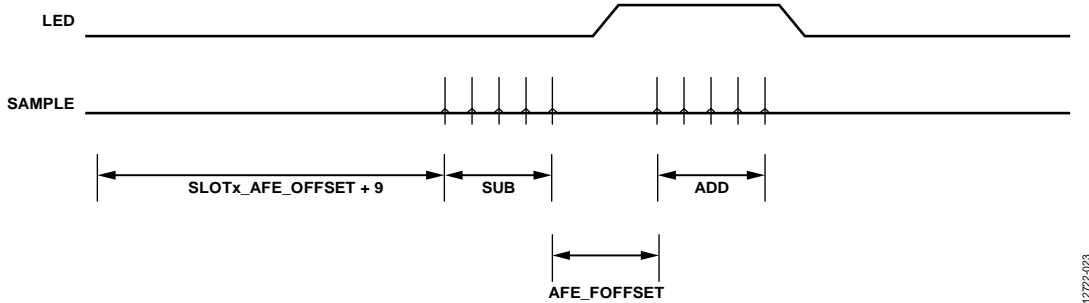 LED
SAMPLE
SLOTx_AFE_OFFSET + 9
SUB
ADD
AFE_FOFFSET
12722-023